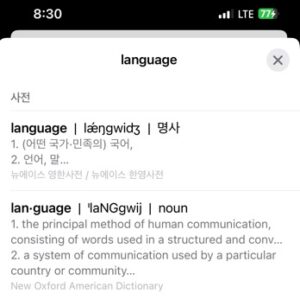 8:30 LTE 77
language
사전
language | lǽŋgwidʒ | 명사
1. (어떤 국가·민족의) 국어,
2. 언어, 말...
뉴에이스 영한사전 / 뉴에이스 한영사전
lan·guage | ˈlaNGgwij | noun
1. the principal method of human communication,
consisting of words used in a structured and conv...
2. a system of communication used by a particular
country or community...
New Oxford American Dictionary